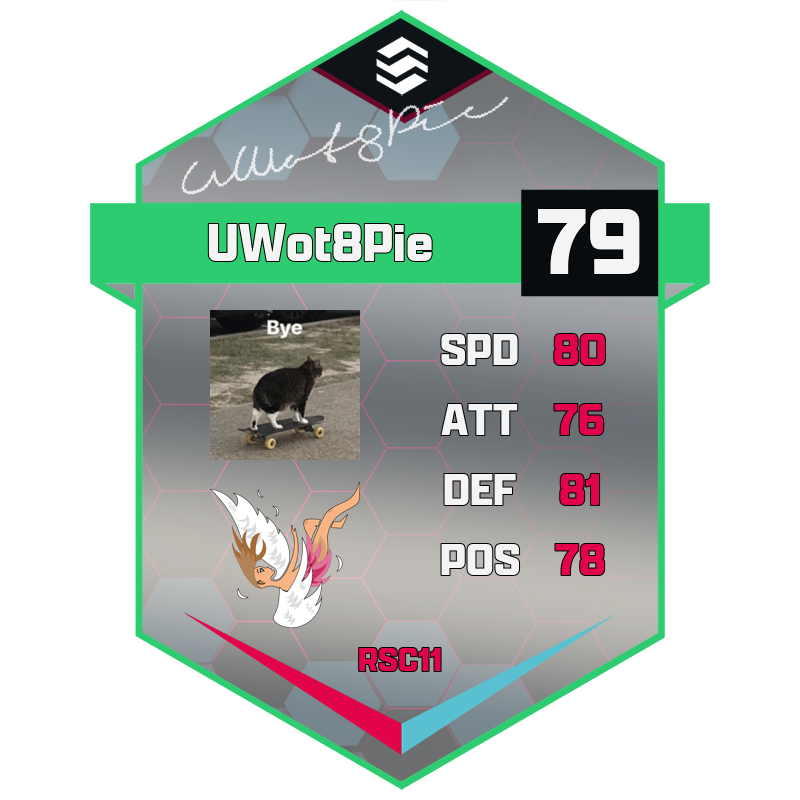 UWot8Pie
UWot8Pie 79
Bye
SPD 80
ATT 76
DEF 81
POS 78
RSC11